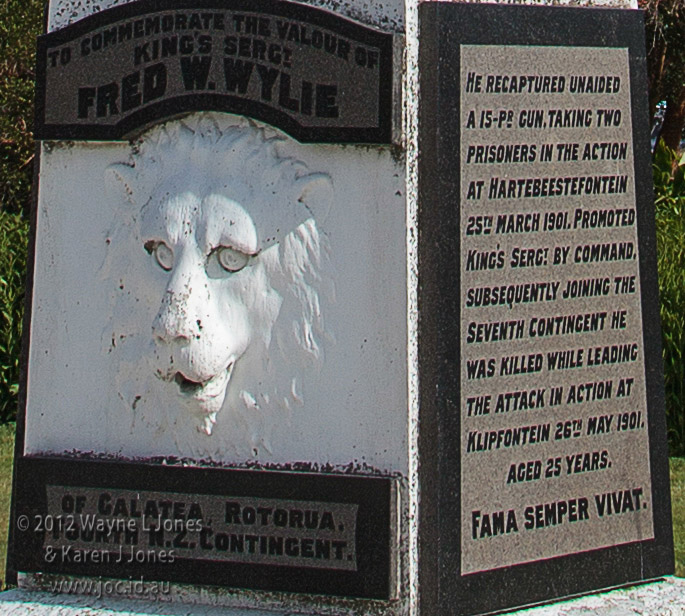 TO COMMEMORATE THE VALOUR OF
KING'S SERGT
FRED W. WYLIE
OF GALATEA, ROTORUA.
FOURTH N.Z. CONTINGENT.
HE RECAPTURED UNAIDED
A 15-PR GUN, TAKING TWO
PRISONERS IN THE ACTION
AT HARTEBEESTEFONTEIN
25TH MARCH 1901. PROMOTED
KING'S SERGT BY COMMAND.
SUBSEQUENTLY JOINING THE
SEVENTH CONTINGENT HE
WAS KILLED WHILE LEADING
THE ATTACK IN ACTION AT
KLIPFONTEIN 26TH MAY 1901.
AGED 25 YEARS.
FAMA SEMPER VIVAT.
© 2012 Wayne L Jones
& Karen J Jones
www.joc.id.au